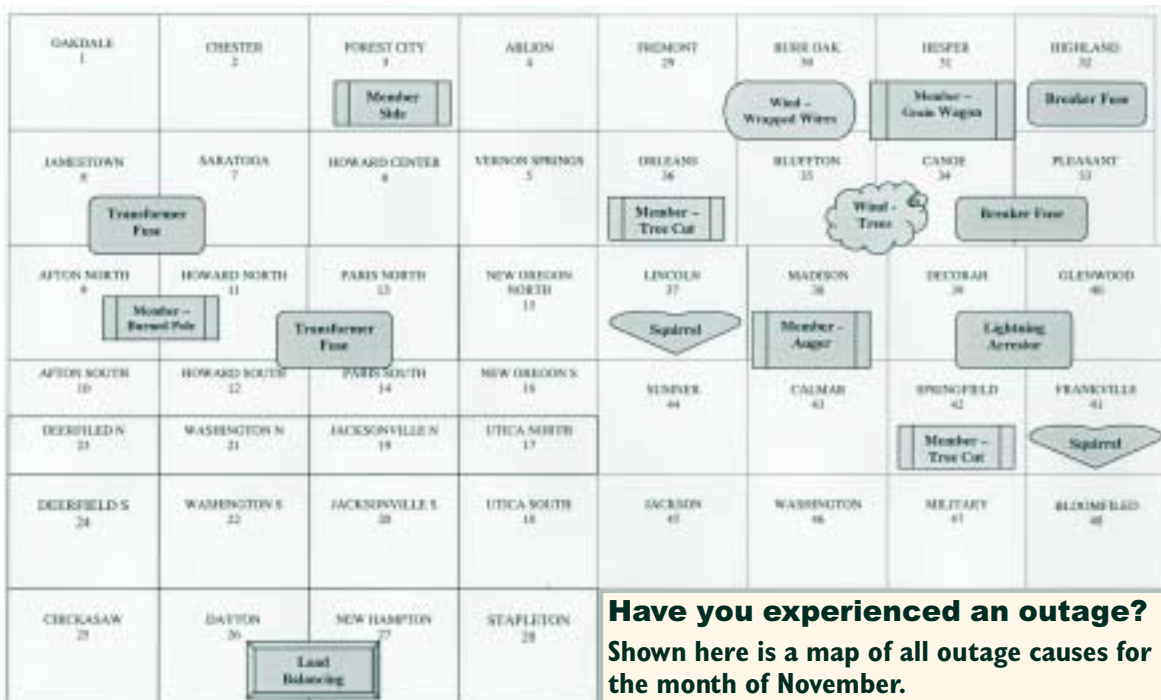 OAKDALE
1
CHESTER
2
FOREST CITY
3
ABLION
4
FREMONT
29
BURR OAK
30
HESPER
31
HIGHLAND
32
Member
Side
Wind -
Wrapped Wires
Member -
Grain Wagon
Breaker Fuse
JAMESTOWN
8
SARATOGA
7
HOWARD CENTER
6
VERNON SPRINGS
5
ORLEANS
36
BLUFFTON
35
CANOE
34
PLEASANT
33
Transformer
Fuse
Member -
Tree Cut
Wind -
Trees
Breaker Fuse
AFTON NORTH
9
HOWARD NORTH
11
PARIS NORTH
13
NEW OREGON
NORTH
15
LINCOLN
37
MADISON
38
DECORAH
39
GLENWOOD
40
Member -
Burned Pole
Transformer
Fuse
Squirrel
Member -
Auger
Lightning
Arrestor
AFTON SOUTH
10
HOWARD SOUTH
12
PARIS SOUTH
14
NEW OREGON S
16
SUMNER
44
CALMAR
43
SPRINGFIELD
42
FRANKVILLE
41
DEERFILED N
23
WASHINGTON N
21
JACKSONVILLE N
19
UTICA NORTH
17
Member -
Tree Cut
Squirrel
DEERFIELD S
24
WASHINGTON S
22
JACKSONVILLE S
20
UTICA SOUTH
18
JACKSON
45
WASHINGTON
46
MILITARY
47
BLOOMFILED
48
CHICKASAW
25
DAYTON
26
NEW HAMPTON
27
STAPLETON
28
Load
Balancing
Have you experienced an outage?
Shown here is a map of all outage causes for
the month of November.